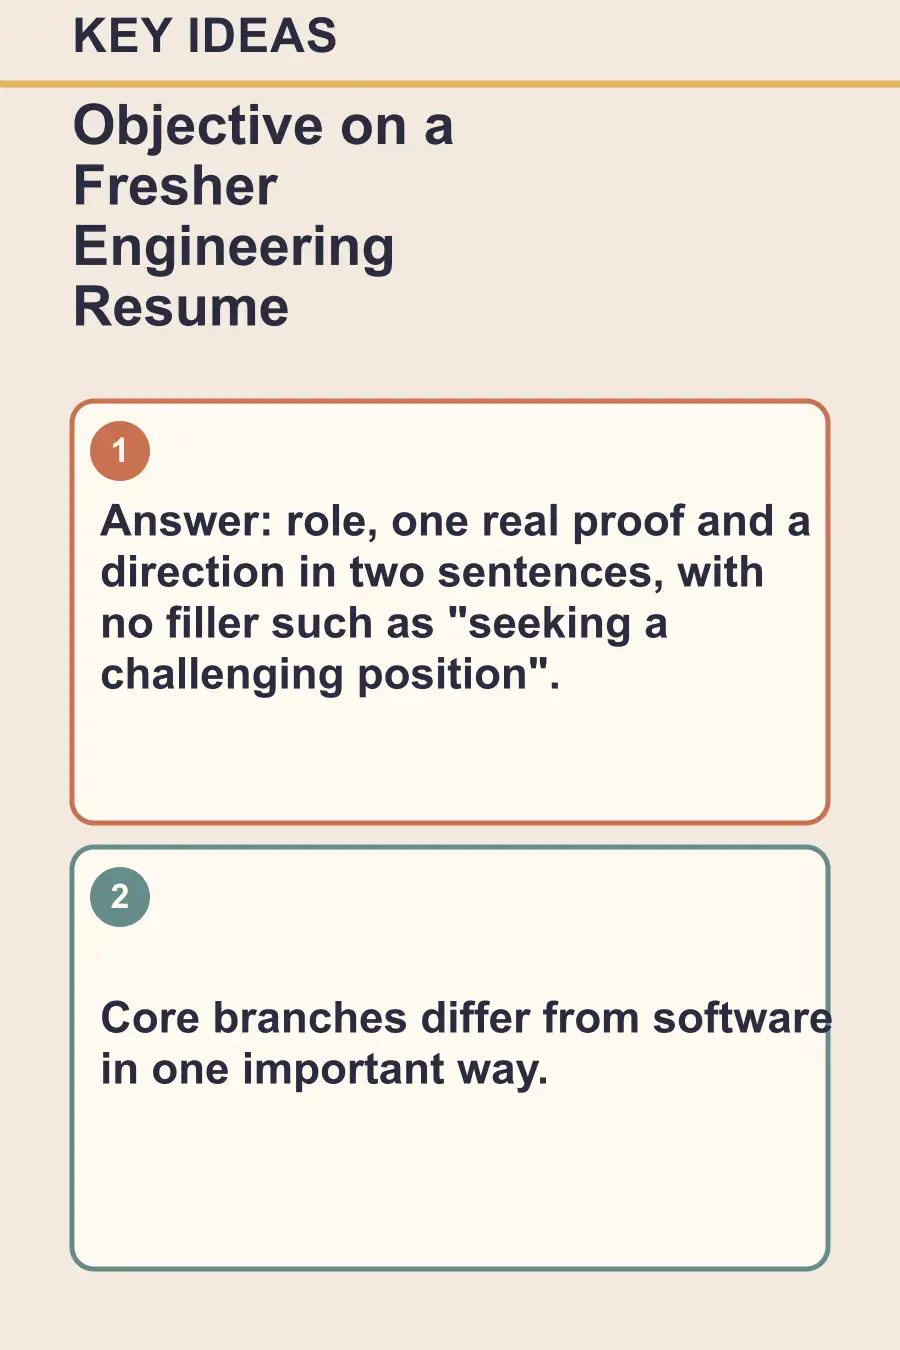 KEY IDEAS
Objective on a
Fresher
Engineering
Resume
1
Answer: role, one real proof and a
direction in two sentences, with
no filler such as "seeking a
challenging position".
2
Core branches differ from software
in one important way.